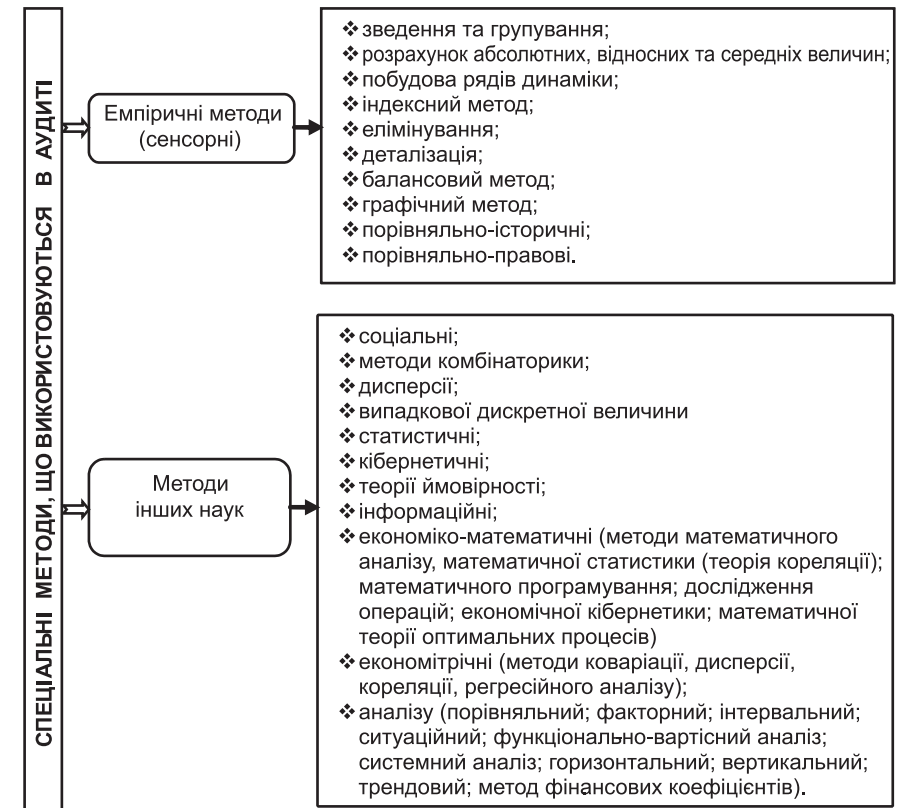 СПЕЦІАЛЬНІ МЕТОДИ, ЩО ВИКОРИСТОВУЮТЬСЯ В АУДИТІ
Емпіричні методи
(сенсорні)
❖ зведення та групування;
❖ розрахунок абсолютних, відносних та середніх величин;
❖ побудова рядів динаміки;
❖ індексний метод;
❖ елімінування;
❖ деталізація;
❖ балансовий метод;
❖ графічний метод;
❖ порівняльно-історичні;
❖ порівняльно-правові.
Методи
інших наук
❖ соціальні;
❖ методи комбінаторики;
❖ дисперсії;
❖ випадкової дискретної величини
❖ статистичні;
❖ кібернетичні;
❖ теорії ймовірності;
❖ інформаційні;
❖ економіко-математичні (методи математичного
аналізу, математичної статистики (теорія кореляції);
математичного програмування; дослідження
операцій; економічної кібернетики; математичної
теорії оптимальних процесів)
❖ економітрічні (методи коваріації, дисперсії,
кореляції, регресійного аналізу);
❖ аналізу (порівняльний; факторний; інтервальний;
ситуаційний; функціонально-вартісний аналіз;
системний аналіз; горизонтальний; вертикальний;
трендовий; метод фінансових коефіцієнтів).